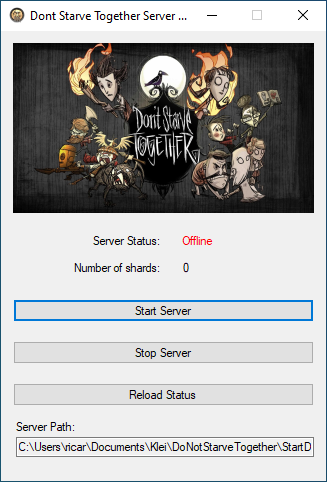 Dont Starve Together Server ...
Don't Starve
TOGETHER
Server Status: Offline
Number of shards: 0
Start Server
Stop Server
Reload Status
Server Path:
C:\Users\ricar\Documents\Klei\DoNotStarveTogether\StartD